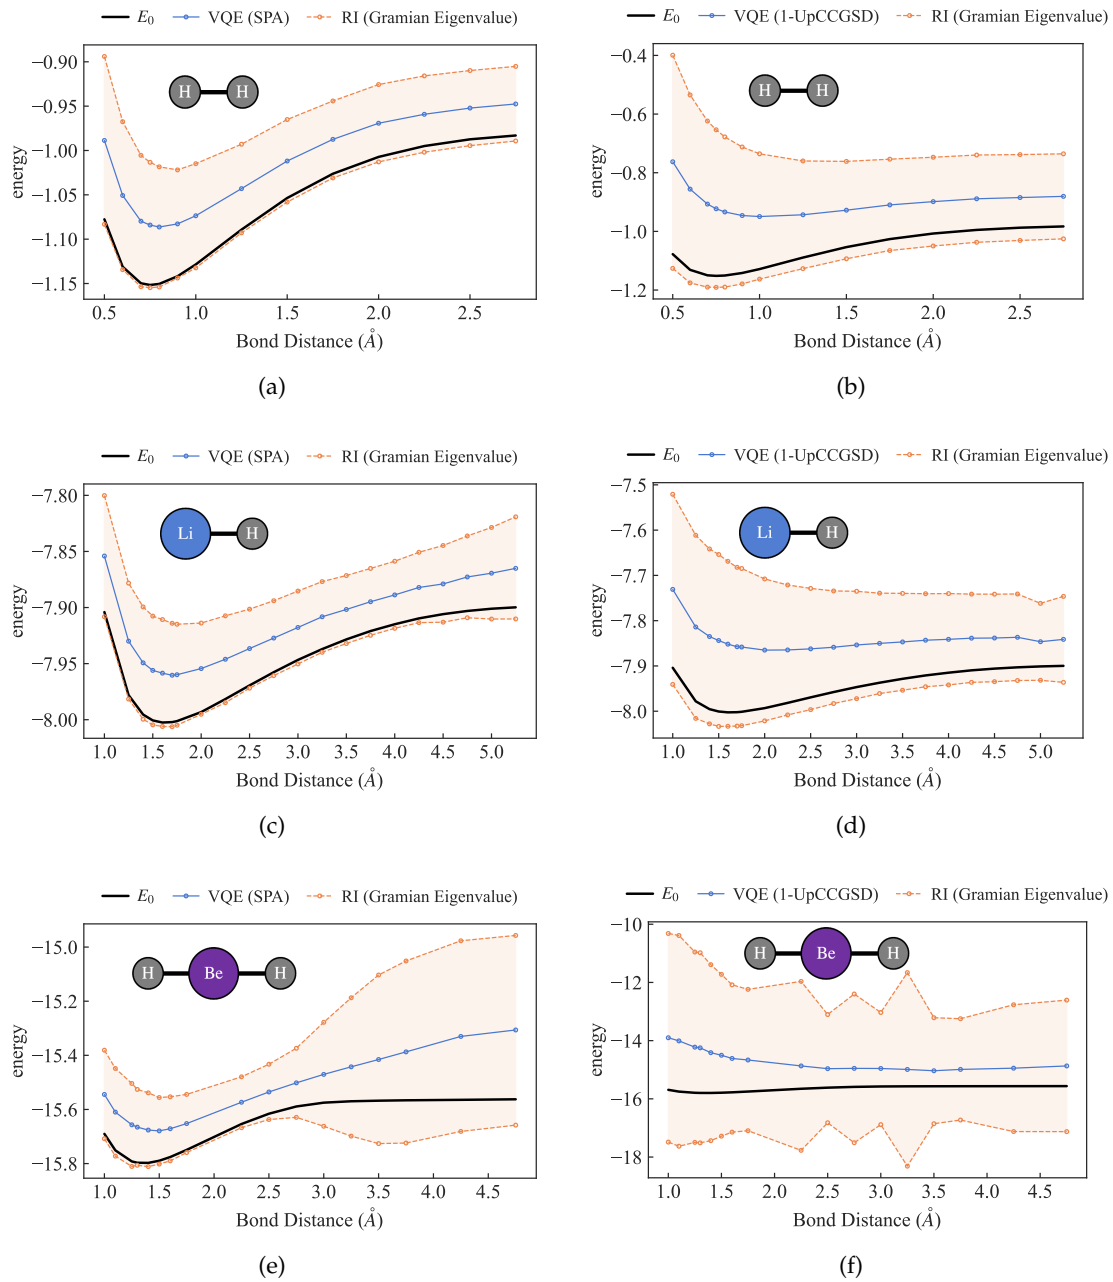 E₀ VQE (SPA) RI (Gramian Eigenvalue)
−0.90
−0.95
−1.00
−1.05
−1.10
−1.15
energy
H H
0.5 1.0 1.5 2.0 2.5
Bond Distance (Å)
(a)
E₀ VQE (1-UpCCGSD) RI (Gramian Eigenvalue)
−0.4
−0.6
−0.8
−1.0
−1.2
energy
H H
0.5 1.0 1.5 2.0 2.5
Bond Distance (Å)
(b)
E₀ VQE (SPA) RI (Gramian Eigenvalue)
−7.80
−7.85
−7.90
−7.95
−8.00
energy
Li H
1.0 1.5 2.0 2.5 3.0 3.5 4.0 4.5 5.0
Bond Distance (Å)
(c)
E₀ VQE (1-UpCCGSD) RI (Gramian Eigenvalue)
−7.5
−7.6
−7.7
−7.8
−7.9
−8.0
energy
Li H
1.0 1.5 2.0 2.5 3.0 3.5 4.0 4.5 5.0
Bond Distance (Å)
(d)
E₀ VQE (SPA) RI (Gramian Eigenvalue)
−15.0
−15.2
−15.4
−15.6
−15.8
energy
H Be H
1.0 1.5 2.0 2.5 3.0 3.5 4.0 4.5
Bond Distance (Å)
(e)
E₀ VQE (1-UpCCGSD) RI (Gramian Eigenvalue)
−10
−12
−14
−16
−18
energy
H Be H
1.0 1.5 2.0 2.5 3.0 3.5 4.0 4.5
Bond Distance (Å)
(f)